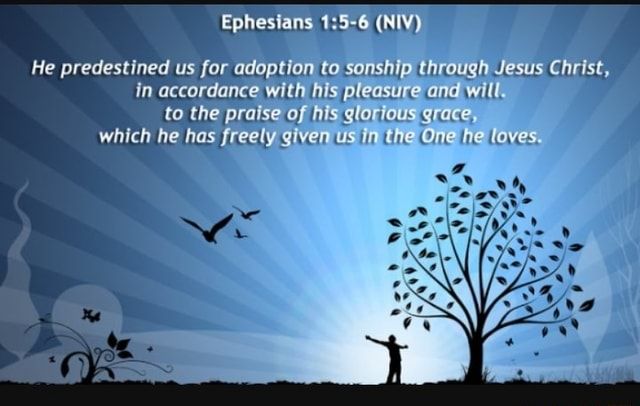 Ephesians 1:5-6 (NIV)
He predestined us for adoption to sonship through Jesus Christ,
in accordance with his pleasure and will.
to the praise of his glorious grace,
which he has freely given us in the One he loves.